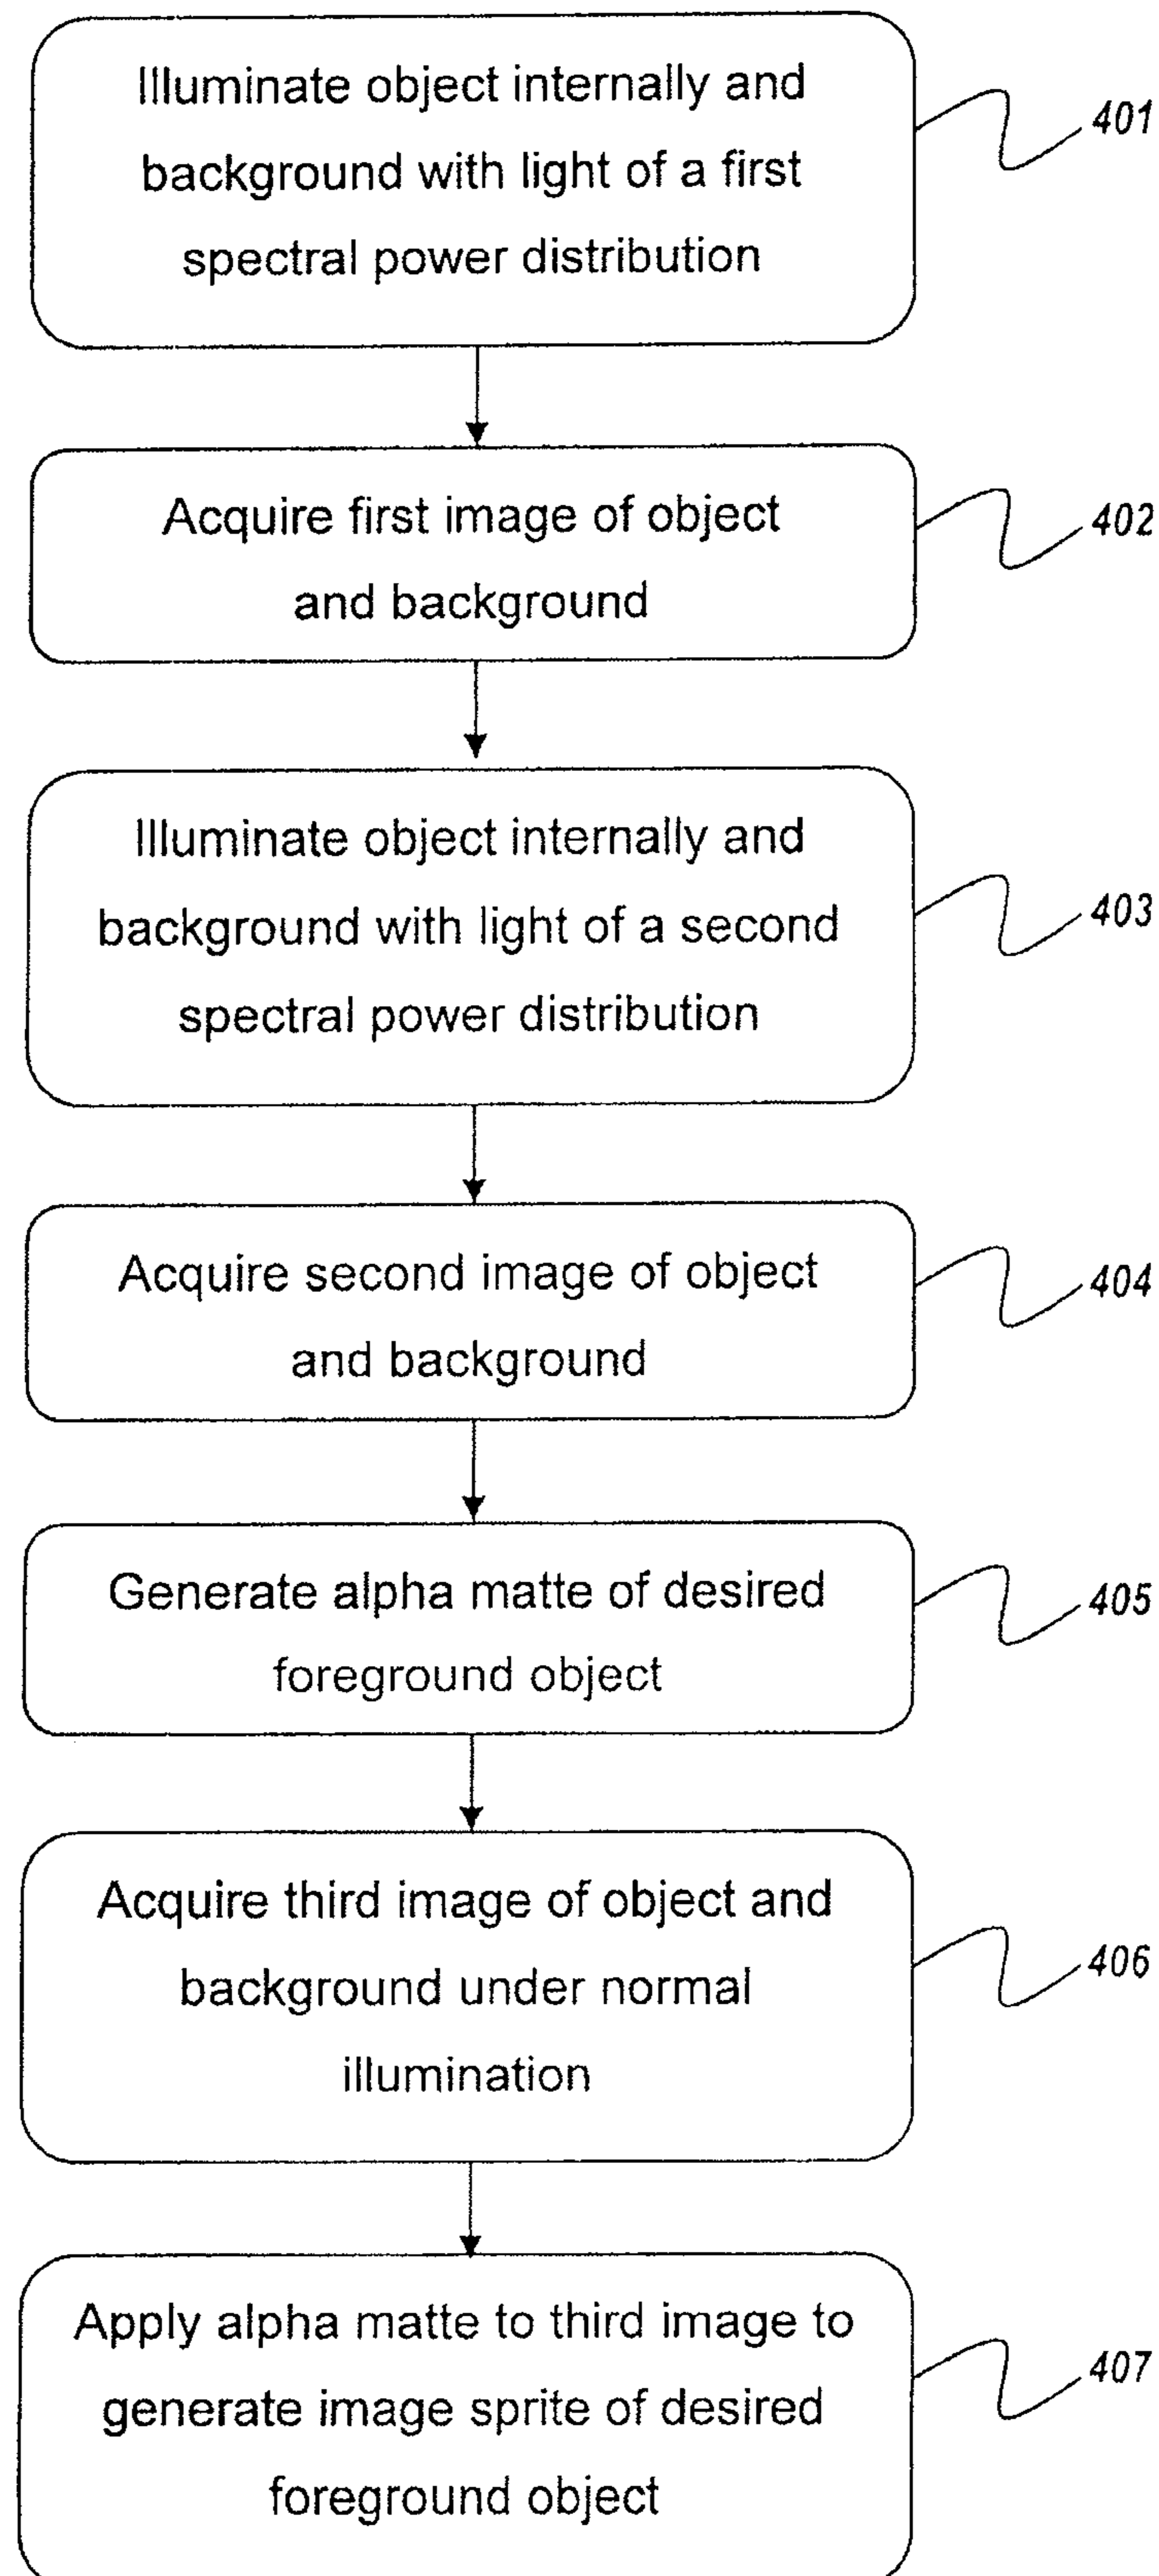 Illuminate object internally and
background with light of a first
spectral power distribution
401
Acquire first image of object
and background
402
Illuminate object internally and
background with light of a second
spectral power distribution
403
Acquire second image of object
and background
404
Generate alpha matte of desired
foreground object
405
Acquire third image of object and
background under normal
illumination
406
Apply alpha matte to third image to
generate image sprite of desired
foreground object
407